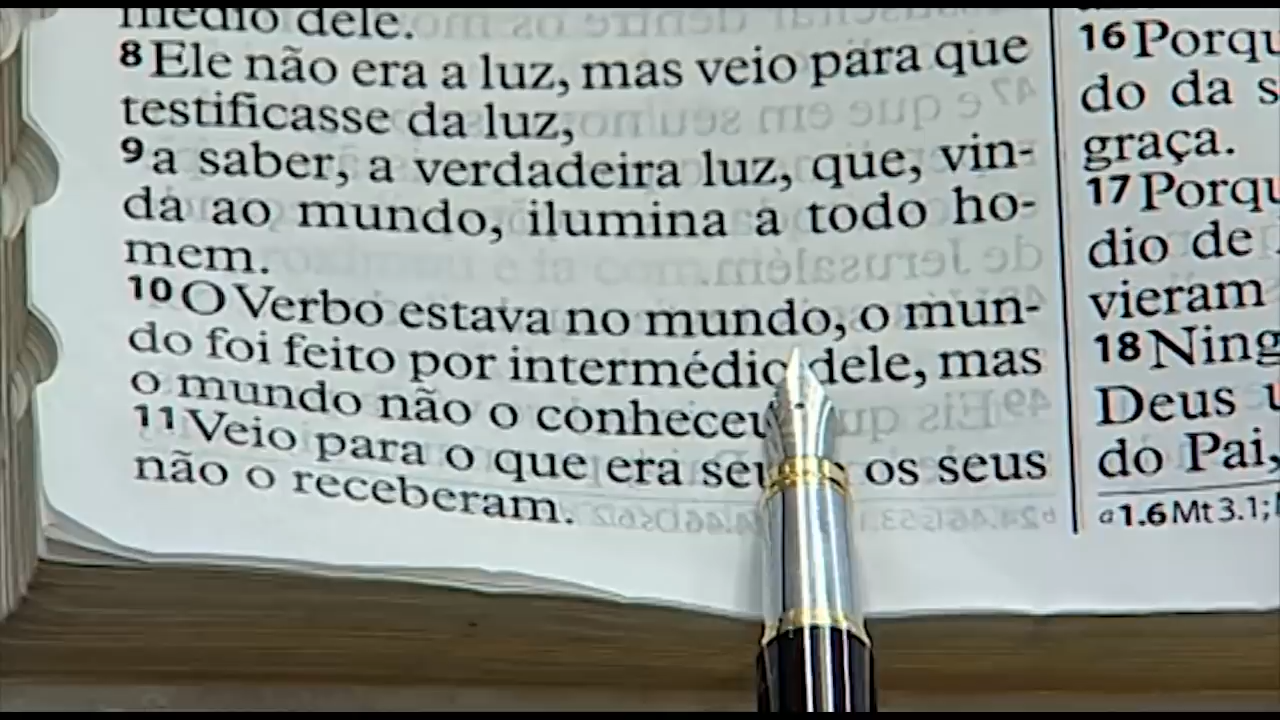 médio dele.
8 Ele não era a luz, mas veio para que
testificasse da luz,
9 a saber, a verdadeira luz, que, vin-
da ao mundo, ilumina a todo ho-
mem.
10 O Verbo estava no mundo, o mun-
do foi feito por intermédio dele, mas
o mundo não o conheceu
11 Veio para o que era seu os seus
não o receberam.
16 Porqu
do da s
graça.
17 Porqu
dio de
vieram
18 Ning
Deus u
do Pai,
a 1.6 Mt 3.1;